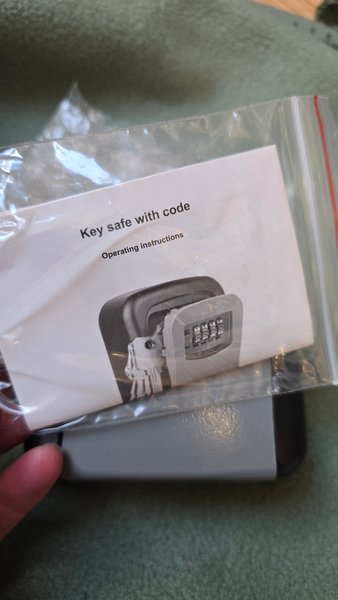 Key safe with code
Operating instructions